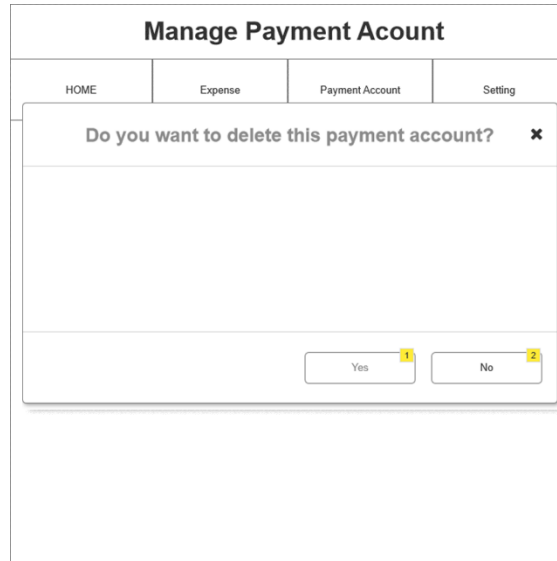 Manage Payment Acount
HOME Expense Payment Account Setting
Do you want to delete this payment account? ✖
1 2
Yes No